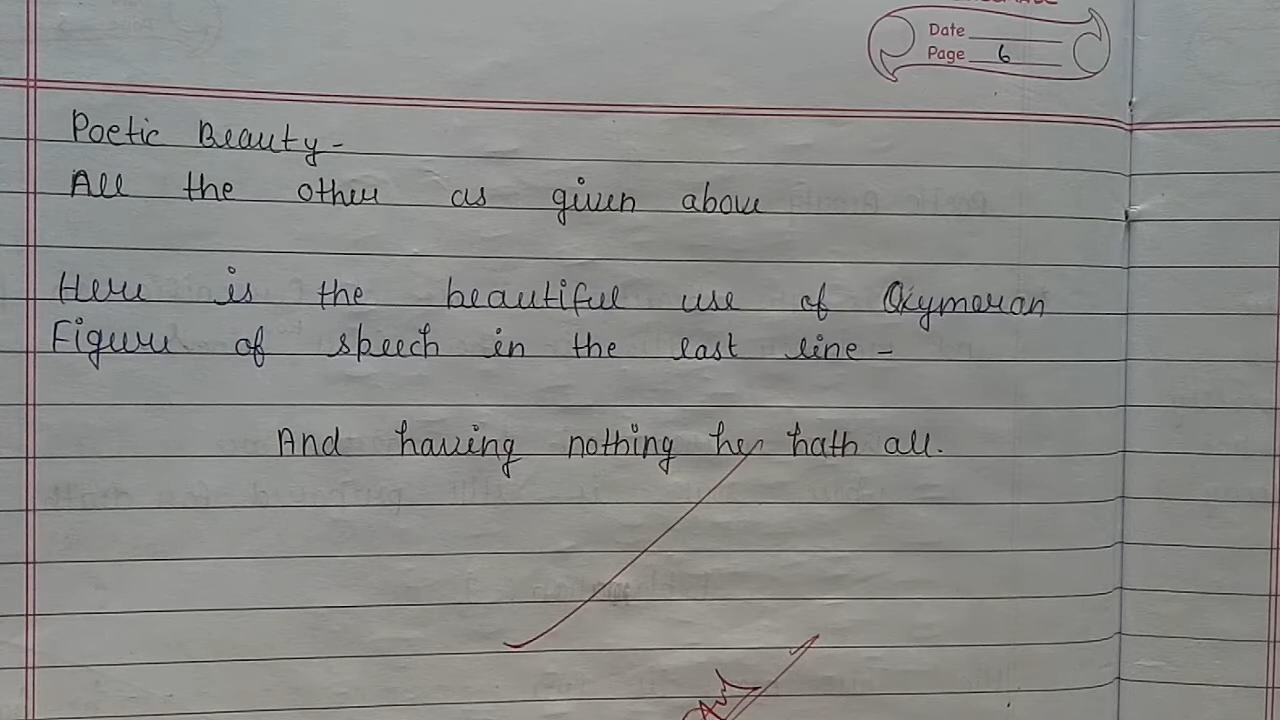 Date
Page 6
Poetic Beauty-
All the other as given above
Here is the beautiful use of Oxymoron
Figure of speech in the last line -
And having nothing he hath all.